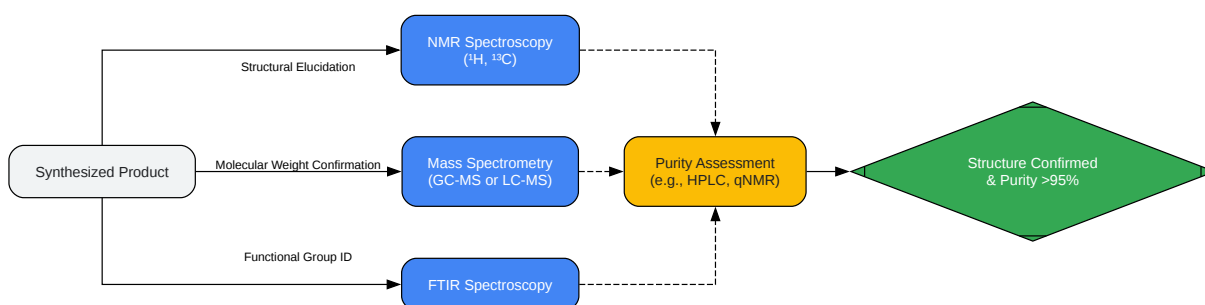 NMR Spectroscopy
(¹H, ¹³C)
Structural Elucidation
Synthesized Product
Molecular Weight Confirmation
Mass Spectrometry
(GC-MS or LC-MS)
Purity Assessment
(e.g., HPLC, qNMR)
Structure Confirmed
& Purity >95%
Functional Group ID
FTIR Spectroscopy